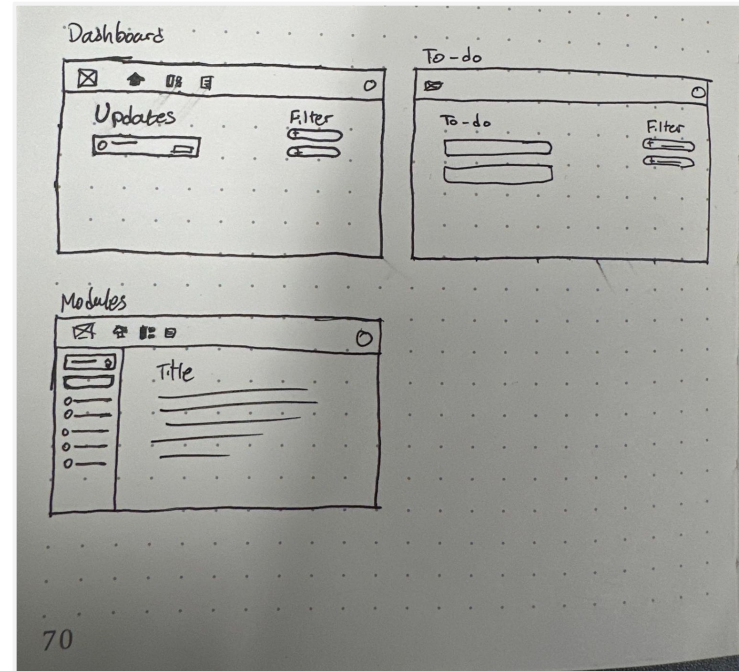 Dashboard
Updates
Filter
To-do
To-do
Filter
Modules
Title
70